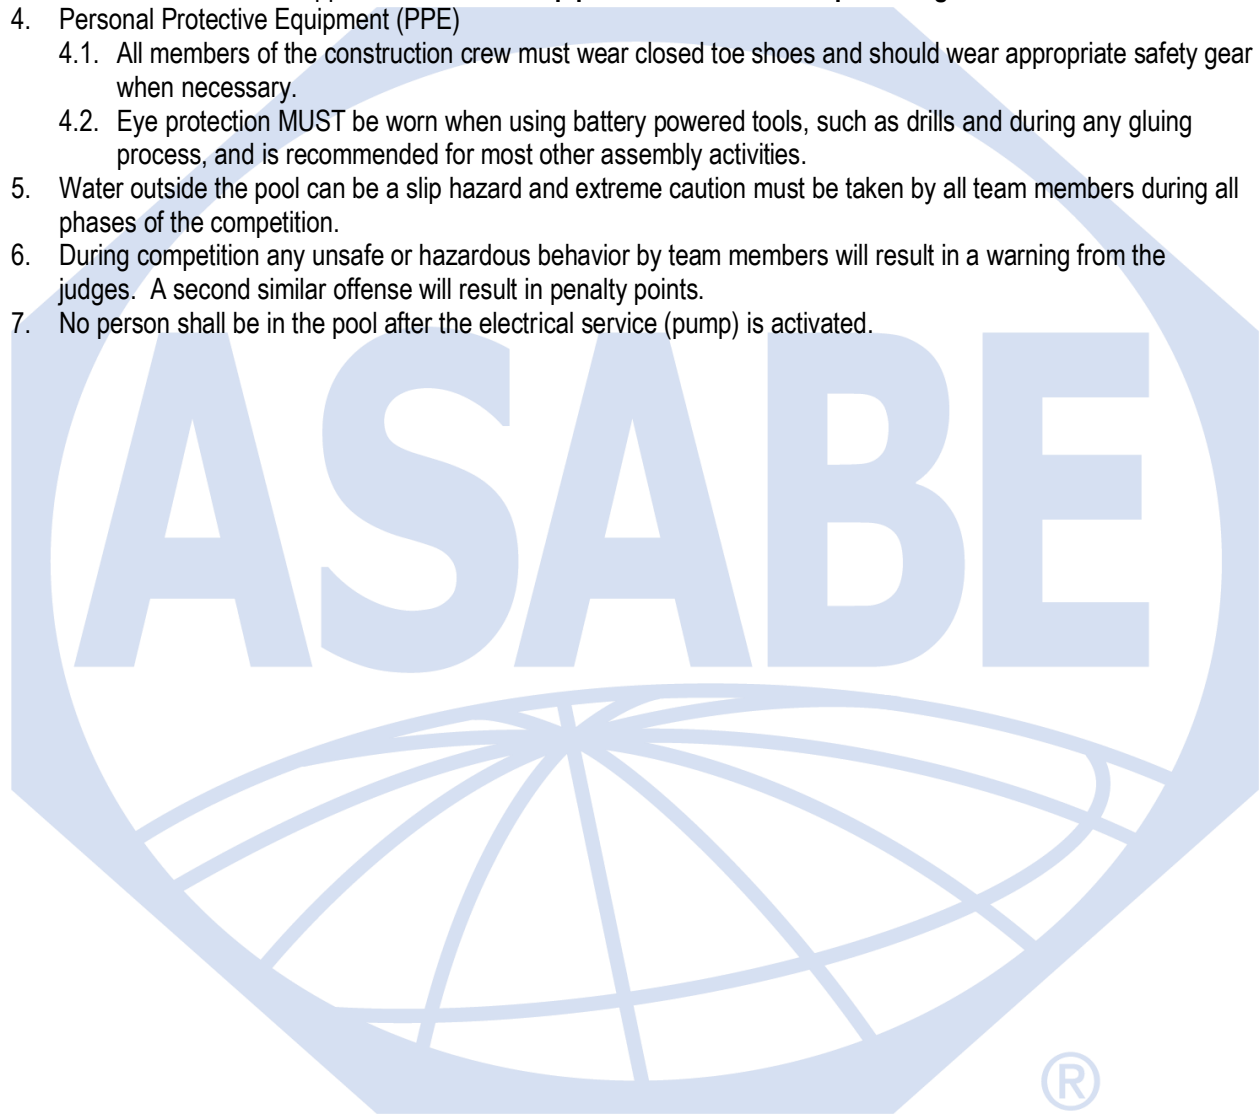 4. Personal Protective Equipment (PPE)
4.1. All members of the construction crew must wear closed toe shoes and should wear appropriate safety gear
when necessary.
4.2. Eye protection MUST be worn when using battery powered tools, such as drills and during any gluing
process, and is recommended for most other assembly activities.
5. Water outside the pool can be a slip hazard and extreme caution must be taken by all team members during all
phases of the competition.
6. During competition any unsafe or hazardous behavior by team members will result in a warning from the
judges. A second similar offense will result in penalty points.
7. No person shall be in the pool after the electrical service (pump) is activated.
ASABE
®